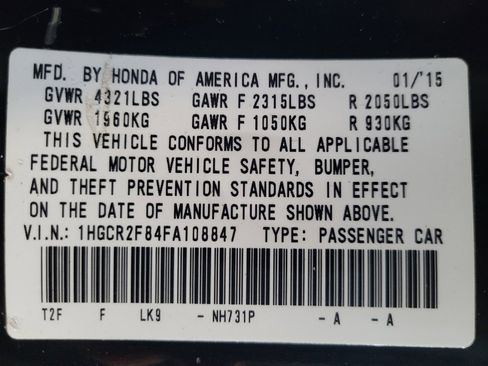 MFD. BY HONDA OF AMERICA MFG., INC. 01/'15
GVWR 4321LBS GAWR F 2315LBS R 2050LBS
GVWR 1960KG GAWR F 1050KG R 930KG
THIS VEHICLE CONFORMS TO ALL APPLICABLE
FEDERAL MOTOR VEHICLE SAFETY, BUMPER,
AND THEFT PREVENTION STANDARDS IN EFFECT
ON THE DATE OF MANUFACTURE SHOWN ABOVE.
V.I.N.: 1HGCR2F84FA108847 TYPE: PASSENGER CAR
T2F F LK9 - NH731P - A - A